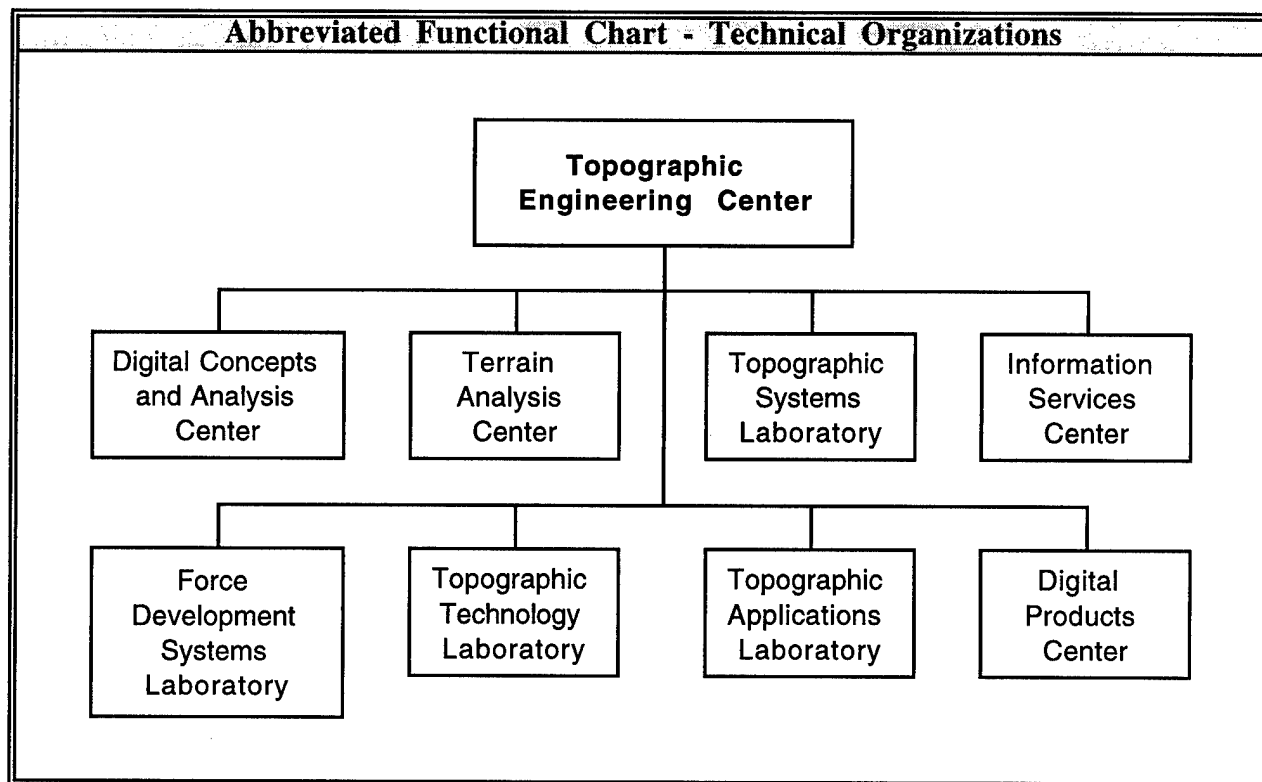 Abbreviated Functional Chart - Technical Organizations
Topographic
Engineering Center
Digital Concepts
and Analysis
Center
Terrain
Analysis
Center
Topographic
Systems
Laboratory
Information
Services
Center
Force
Development
Systems
Laboratory
Topographic
Technology
Laboratory
Topographic
Applications
Laboratory
Digital
Products
Center